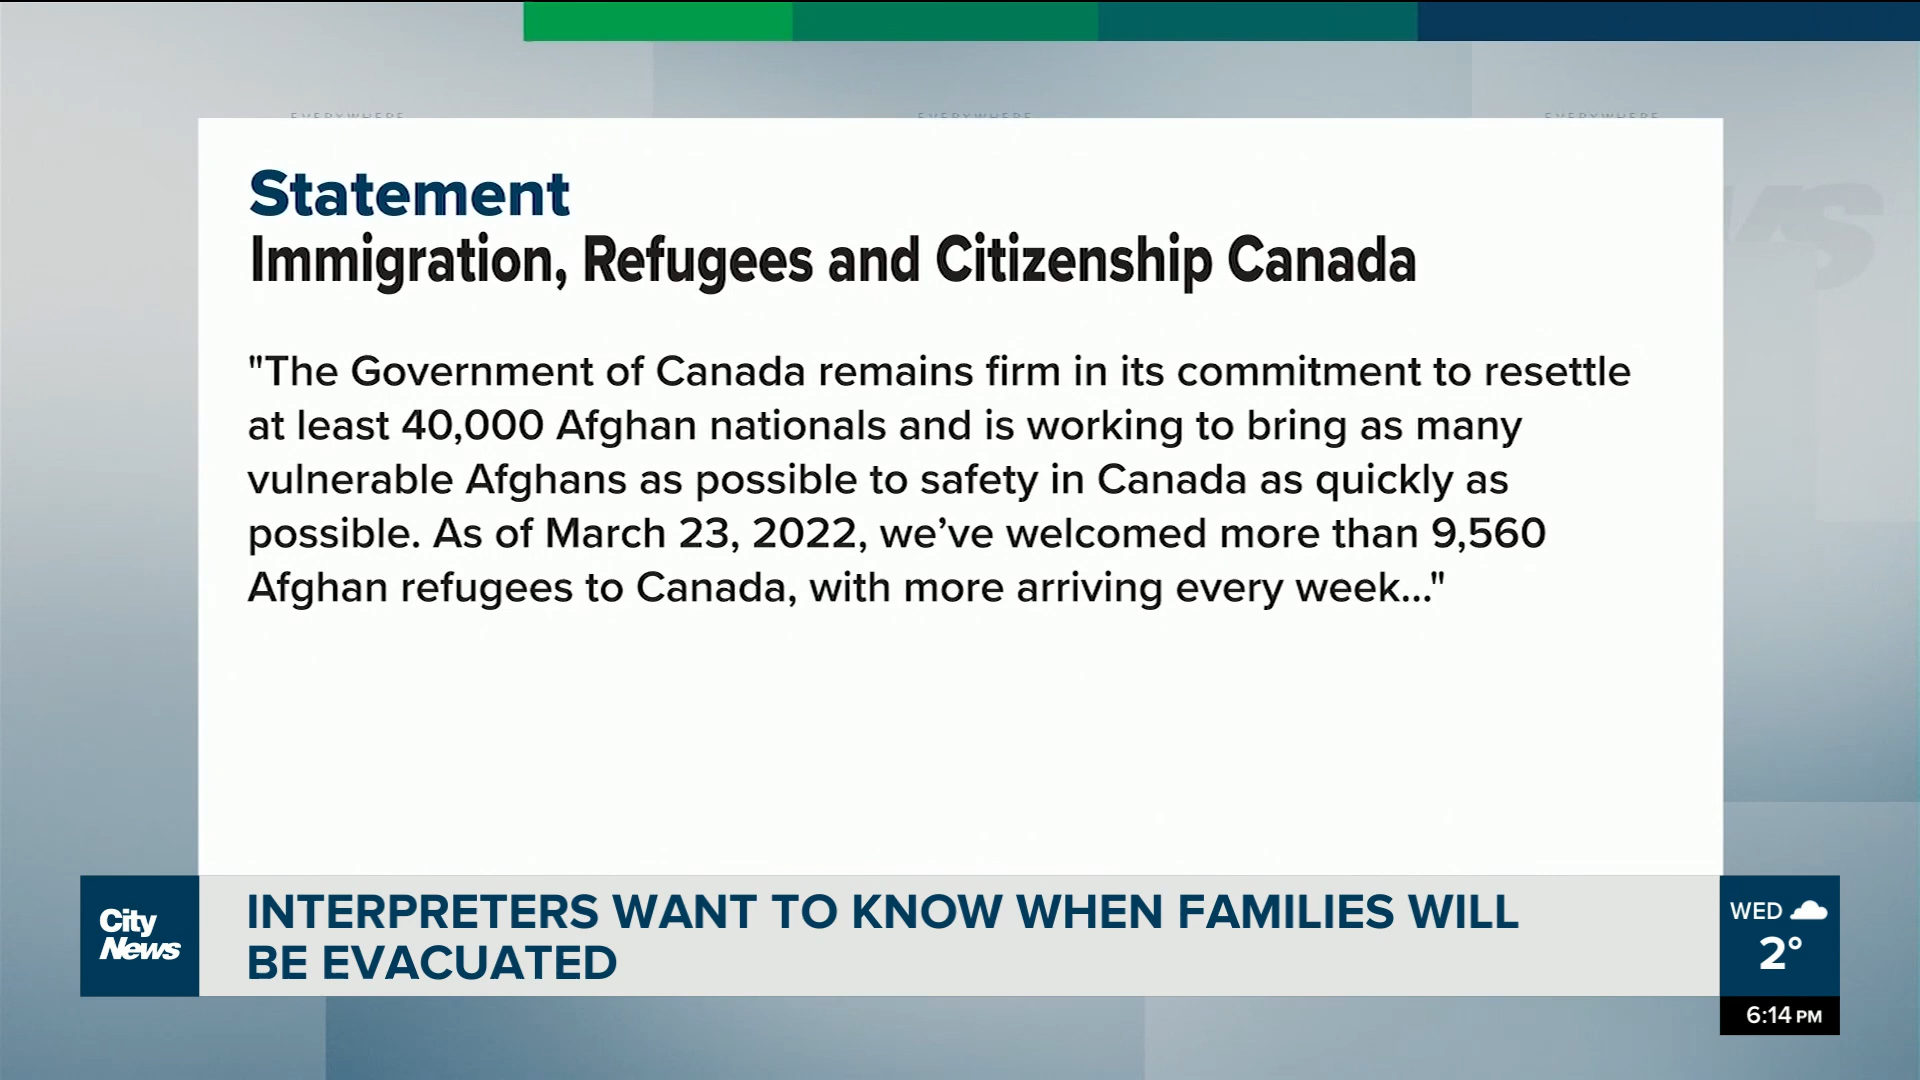 EVERYWHERE EVERYWHERE EVERYWHERE
Statement
Immigration, Refugees and Citizenship Canada
"The Government of Canada remains firm in its commitment to resettle
at least 40,000 Afghan nationals and is working to bring as many
vulnerable Afghans as possible to safety in Canada as quickly as
possible. As of March 23, 2022, we’ve welcomed more than 9,560
Afghan refugees to Canada, with more arriving every week..."
City
News
INTERPRETERS WANT TO KNOW WHEN FAMILIES WILL
BE EVACUATED
WED
2°
6:14 PM